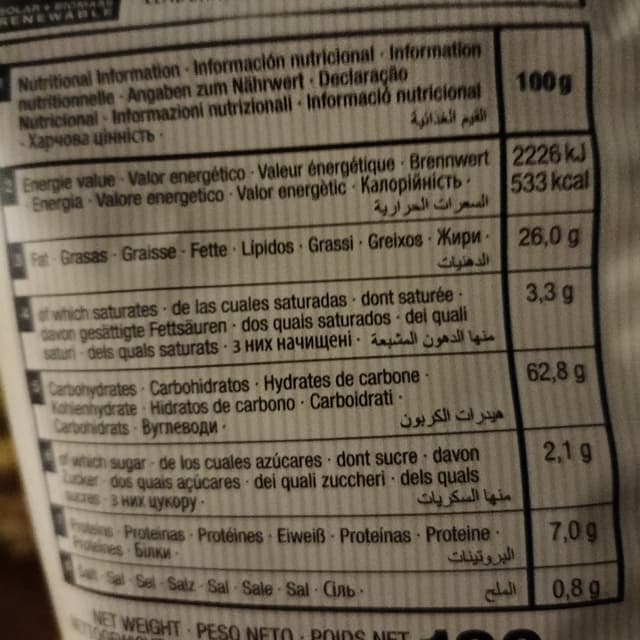 RENEWABLE
Nutritional Information · Información nutricional · Information
nutritionnelle · Angaben zum Nährwert · Declaração
Nutricional · Informazioni nutrizionali · Informació nutricional
· Харчова цінність · القيم الغذائية
100g
Energie value · Valor energético · Valeur énergétique · Brennwert
Energia · Valore energetico · Valor energètic · Калорійність ·
السعرات الحرارية
2226 kJ
533 kcal
Fat · Grasas · Graisse · Fette · Lipidos · Grassi · Greixos · Жири ·
الدهنيات
26,0 g
of which saturates · de las cuales saturadas · dont saturée ·
davon gesättigte Fettsäuren · dos quais saturados · dei quali
saturi · dels quals saturats · з них начищені · منها الدهون المشبعة
3,3 g
Carbohydrates · Carbohidratos · Hydrates de carbone ·
Kohlenhydrate · Hidratos de carbono · Carboidrati ·
Carbohidrats · Вуглеводи · هيدرات الكربون
62,8 g
of which sugar · de los cuales azúcares · dont sucre · davon
Zucker · dos quais açúcares · dei quali zuccheri · dels quals
sucres · з них цукору · منها السكريات
2,1 g
Proteins · Proteinas · Protéines · Eiweiß · Proteínas · Proteine ·
Proteïnes · Білки · البروتينات
7,0 g
Salt · Sal · Sel · Salz · Sal · Sale · Sal · Сіль · الملح
0,8 g
NET WEIGHT · PESO NETO · POIDS NET